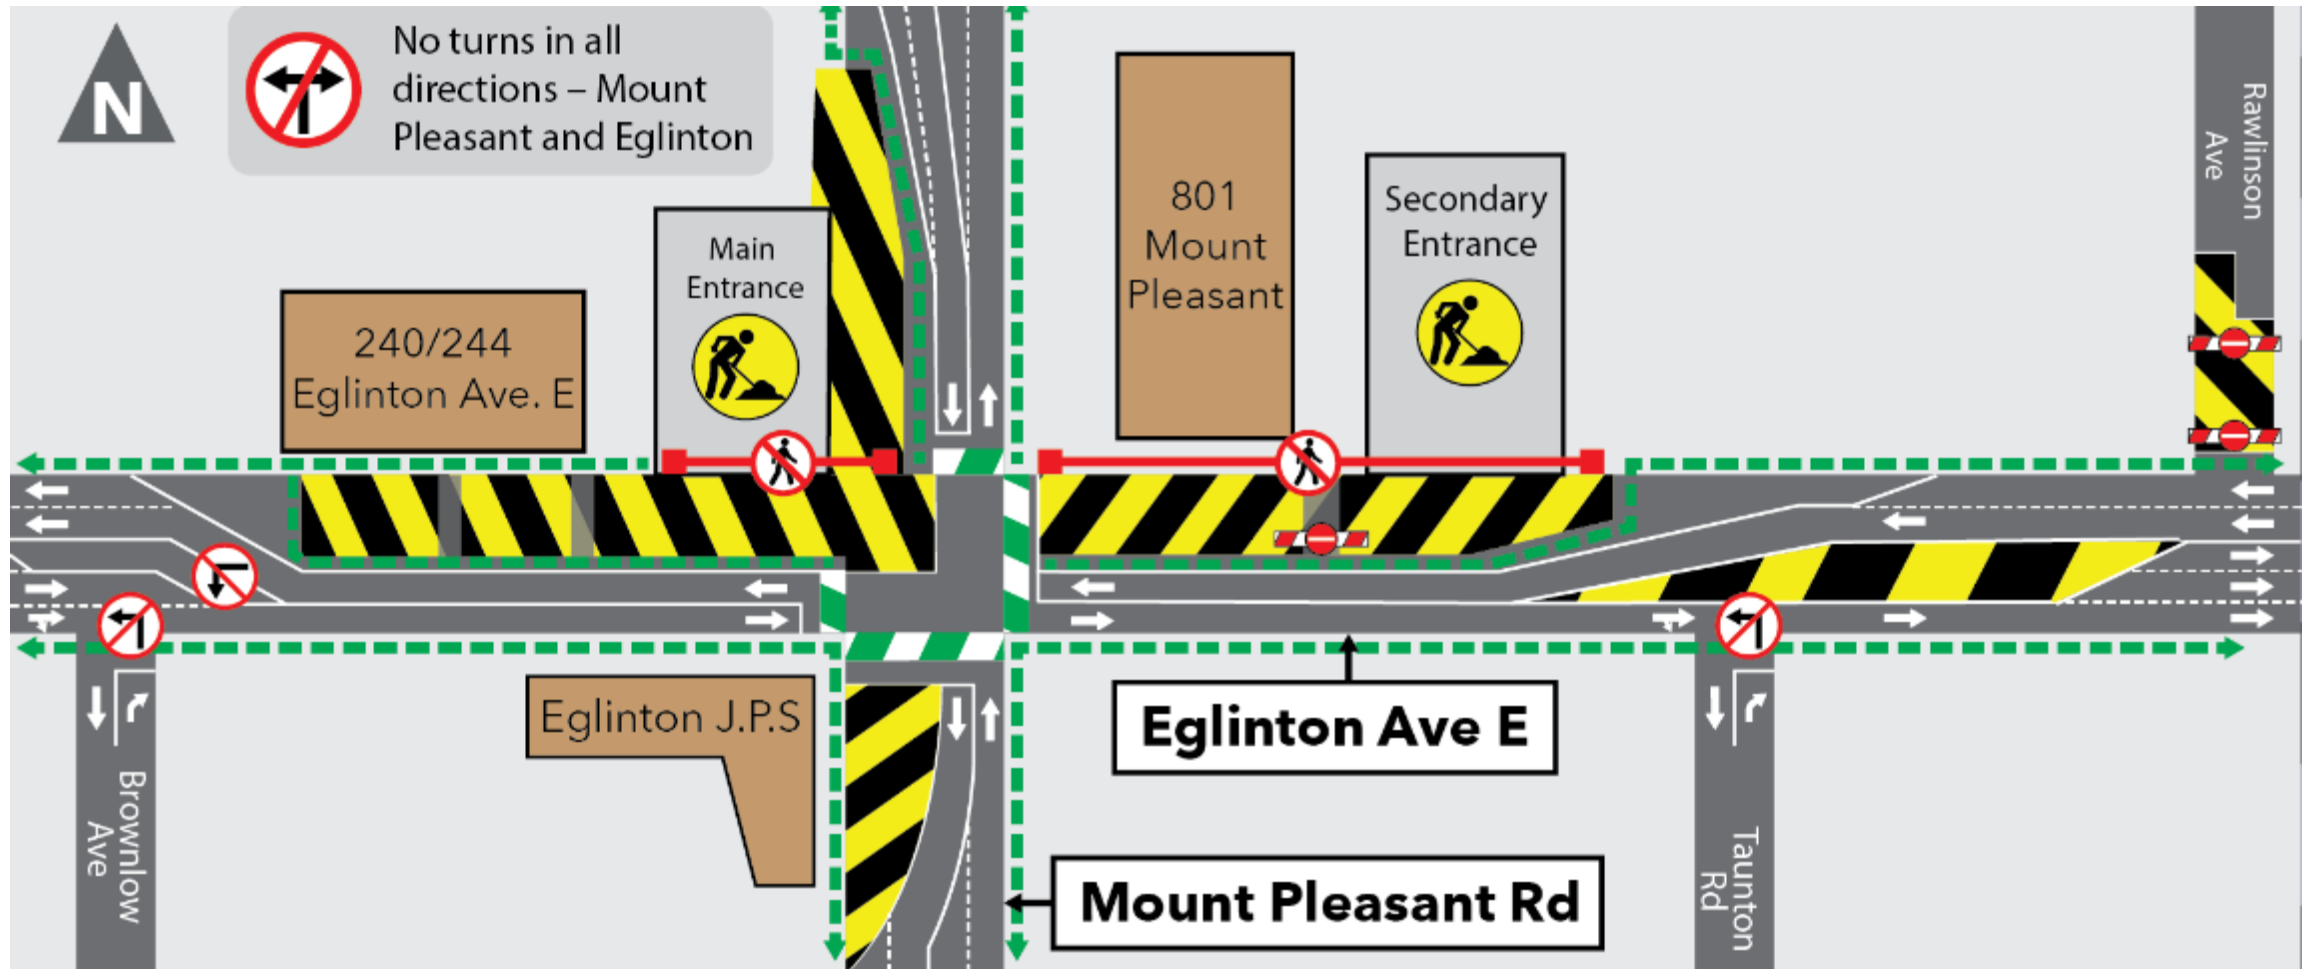 N
No turns in all
directions – Mount
Pleasant and Eglinton
Main
Entrance
240/244
Eglinton Ave. E
801
Mount
Pleasant
Secondary
Entrance
Rawlinson
Ave
Eglinton J.P.S
Eglinton Ave E
Mount Pleasant Rd
Brownlow
Ave
Taunton
Rd